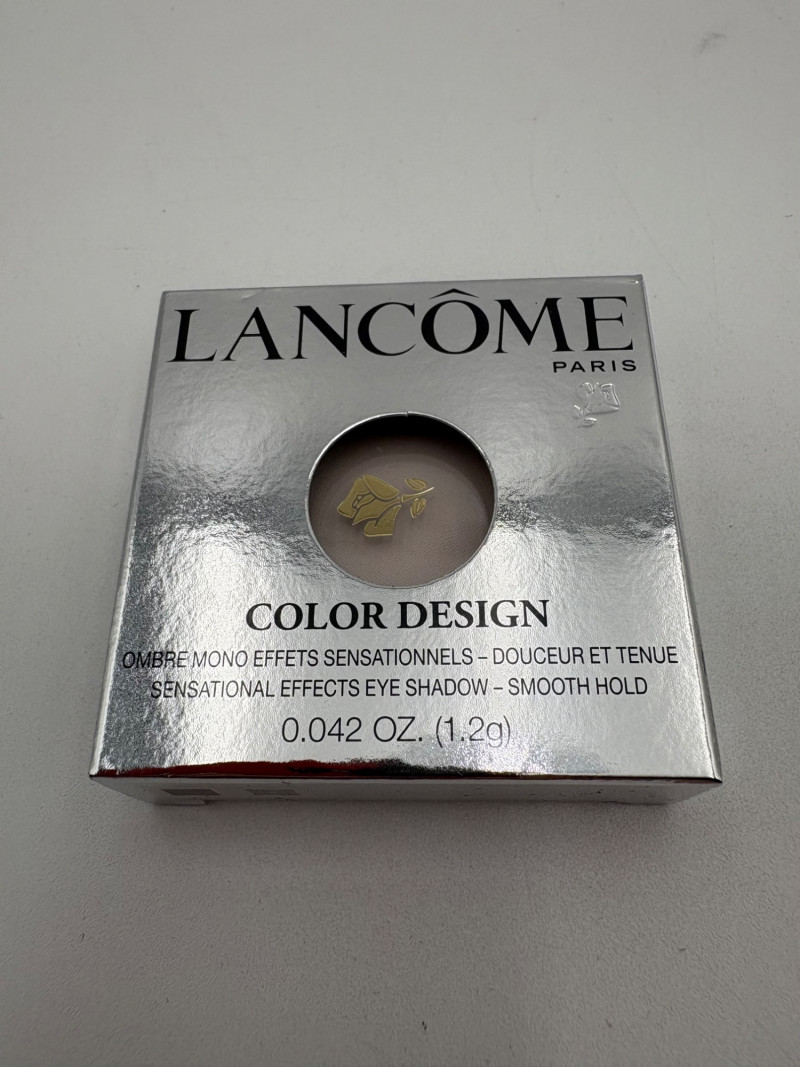 LANCÔME
PARIS
COLOR DESIGN
OMBRE MONO EFFETS SENSATIONNELS – DOUCEUR ET TENUE
SENSATIONAL EFFECTS EYE SHADOW – SMOOTH HOLD
0.042 OZ. (1.2g)